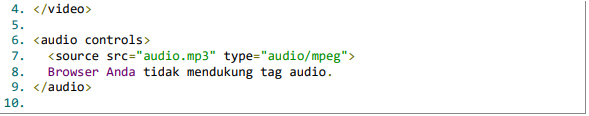 4. </video>
5.
6. <audio controls>
7.   <source src="audio.mp3" type="audio/mpeg">
8.   Browser Anda tidak mendukung tag audio.
9. </audio>
10.